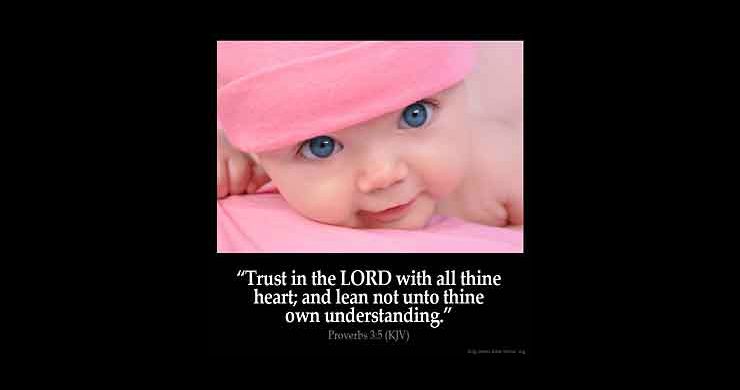 “Trust in the LORD with all thine
heart; and lean not unto thine
own understanding.”
Proverbs 3:5 (KJV)